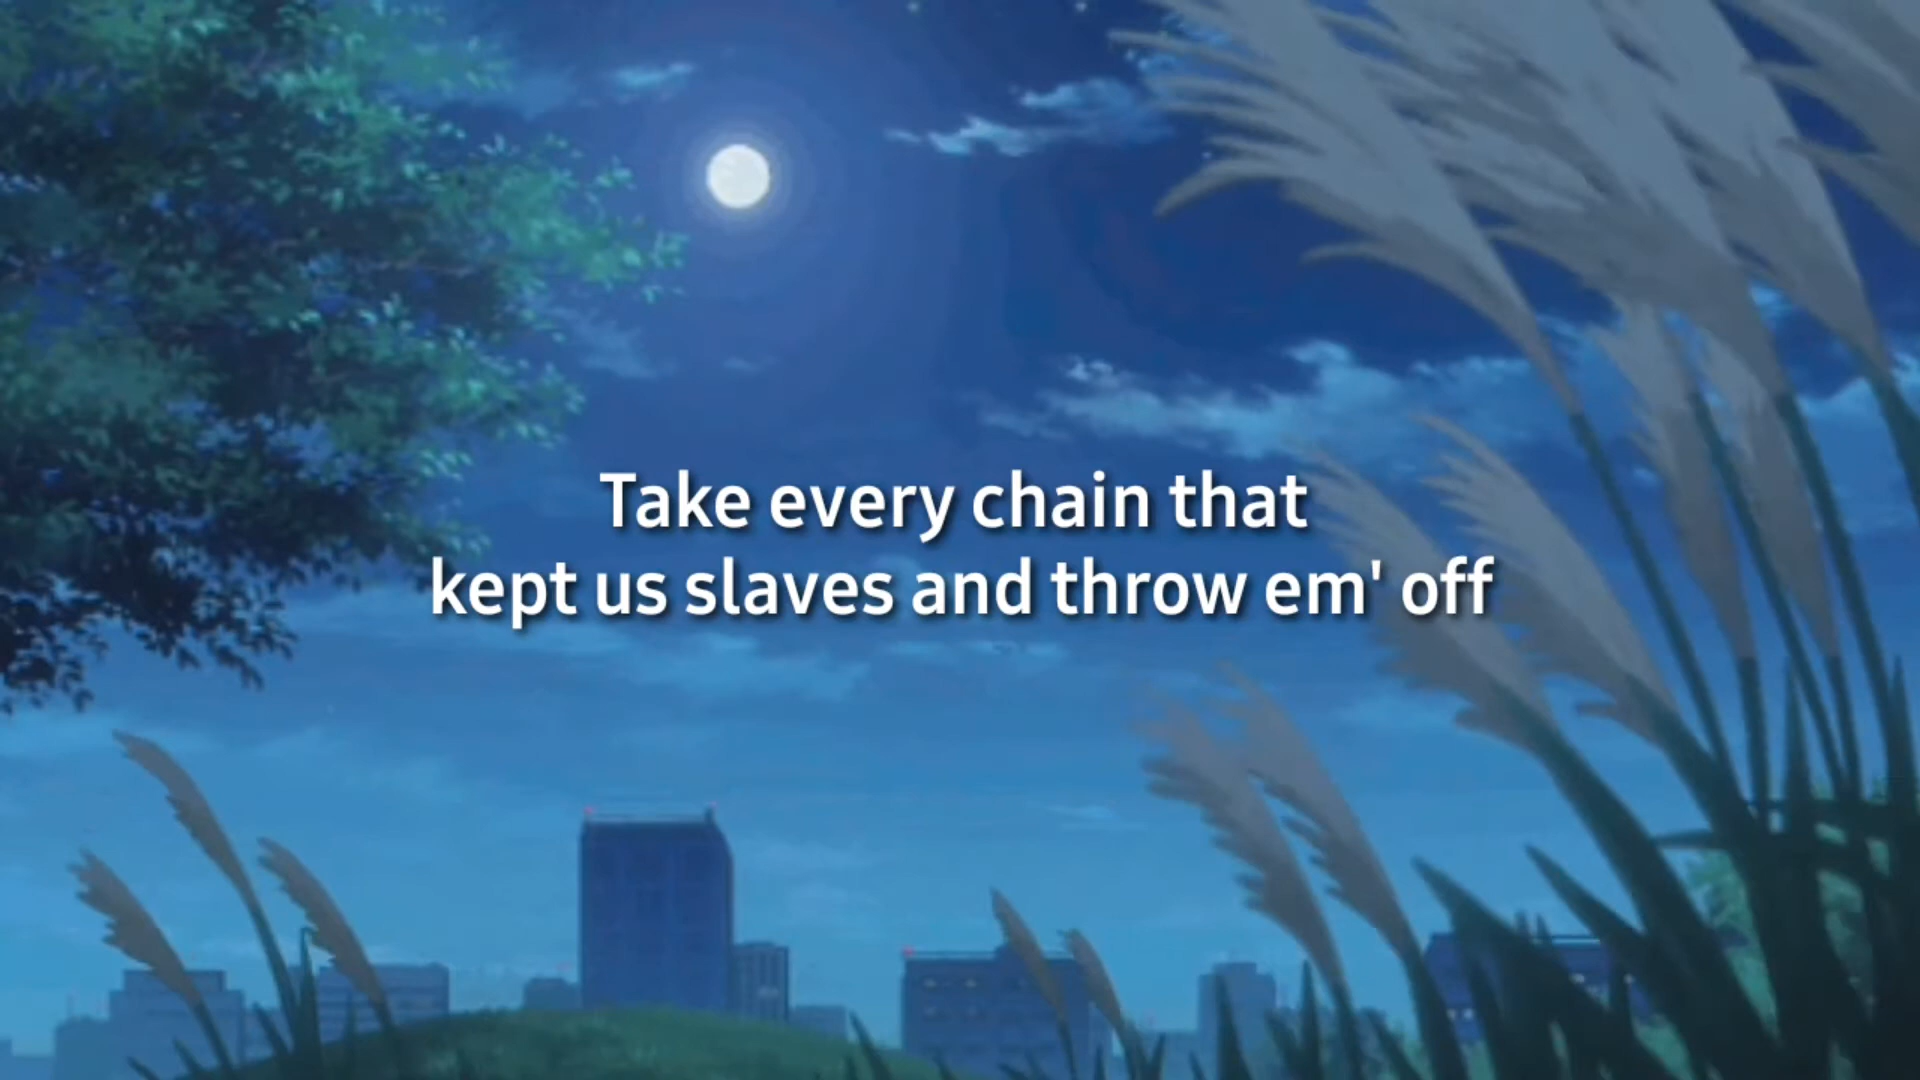 Take every chain that
kept us slaves and throw em' off